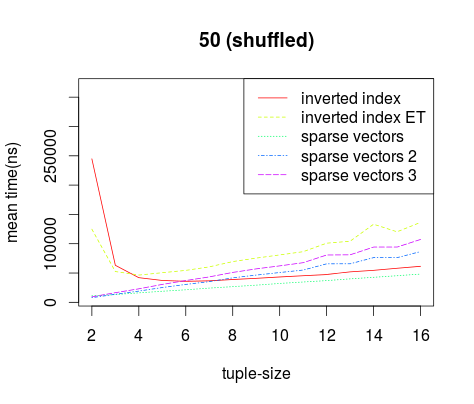 50 (shuffled)
inverted index
inverted index ET
sparse vectors
sparse vectors 2
sparse vectors 3
mean time(ns)
250000
100000
0
2 4 6 8 10 12 14 16
tuple-size